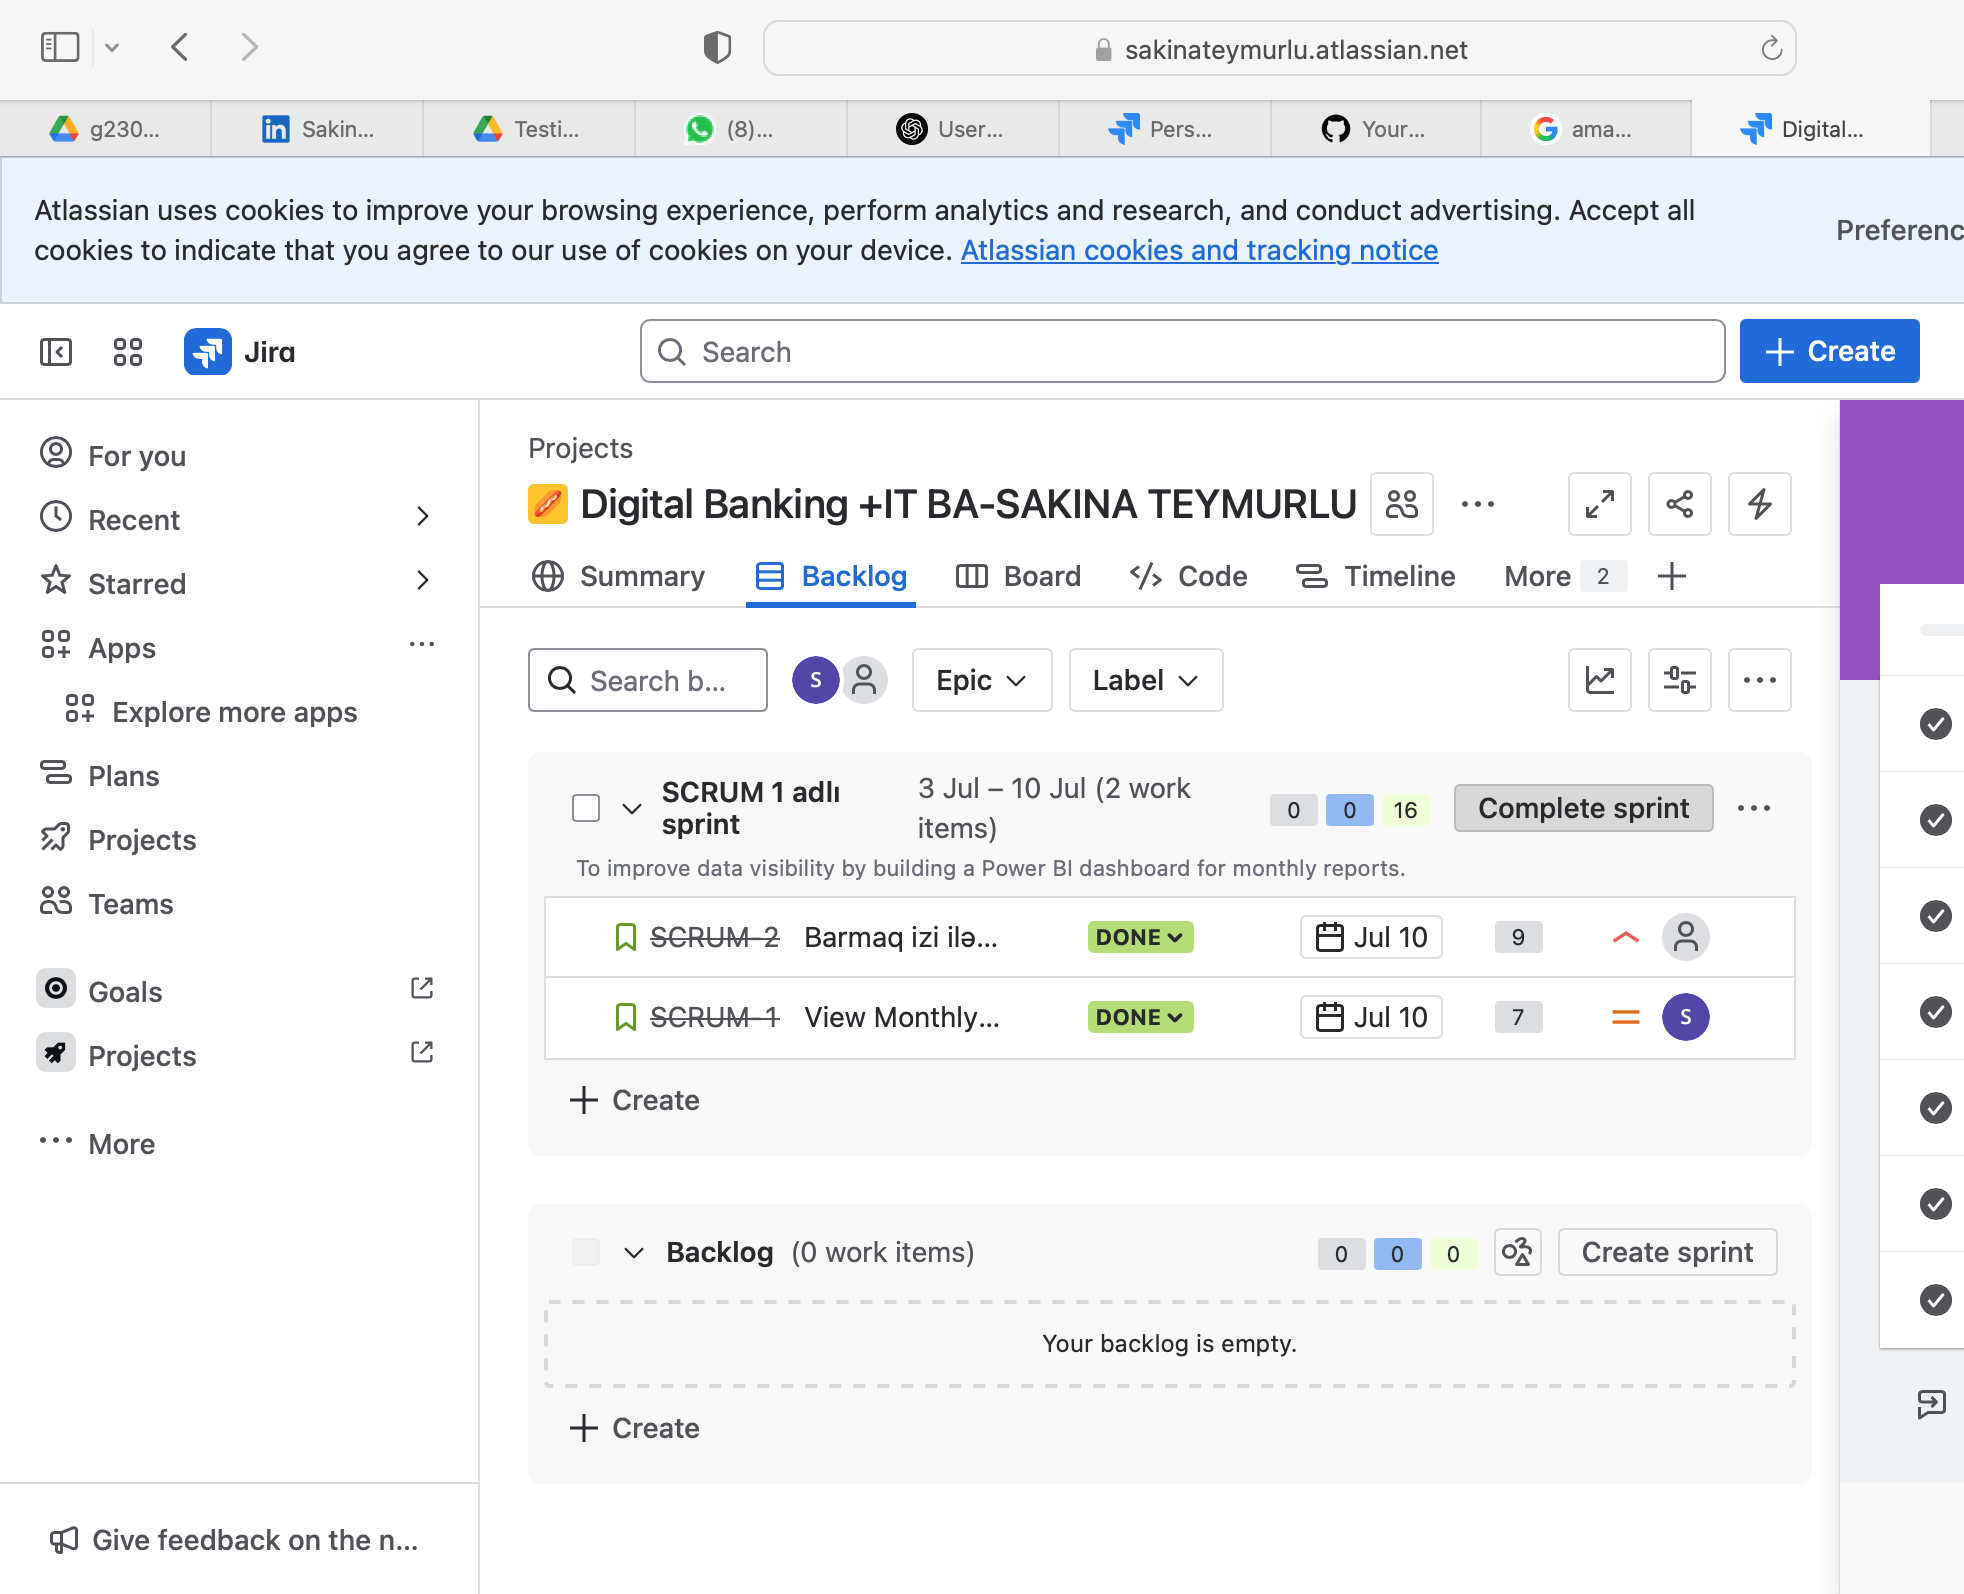 sakinateymurlu.atlassian.net
g230...
Sakin...
Testi...
(8)...
User...
Pers...
Your...
ama...
Digital...
Atlassian uses cookies to improve your browsing experience, perform analytics and research, and conduct advertising. Accept all
cookies to indicate that you agree to our use of cookies on your device. Atlassian cookies and tracking notice
Preferenc
Jira
Search
+ Create
For you
Recent
Starred
Apps
Explore more apps
Plans
Projects
Teams
Goals
Projects
More
Give feedback on the n...
Projects
Digital Banking +IT BA-SAKINA TEYMURLU
Summary
Backlog
Board
Code
Timeline
More 2
Search b...
S
Epic
Label
SCRUM 1 adlı
sprint
3 Jul – 10 Jul (2 work
items)
0 0 16
Complete sprint
To improve data visibility by building a Power BI dashboard for monthly reports.
SCRUM-2 Barmaq izi ilə... DONE Jul 10 9
SCRUM-1 View Monthly... DONE Jul 10 7 S
+ Create
Backlog (0 work items) 0 0 0 Create sprint
Your backlog is empty.
+ Create